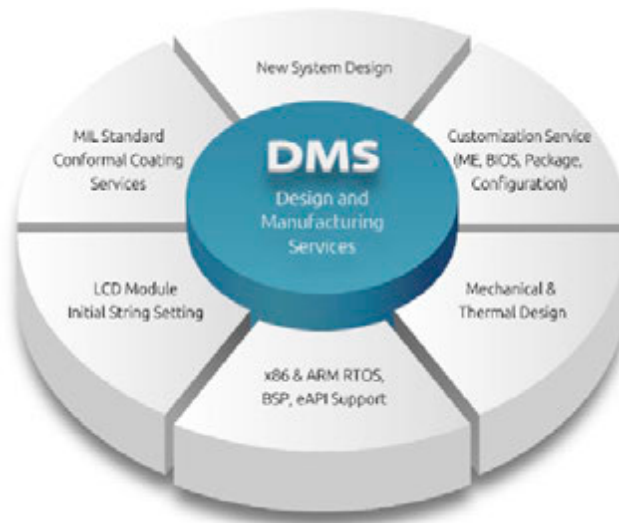 New System Design
MIL Standard
Conformal Coating
Services
DMS
Design and
Manufacturing
Services
Customization Service
(ME, BIOS, Package,
Configuration)
LCD Module
Initial String Setting
Mechanical &
Thermal Design
x86 & ARM RTOS,
BSP, eAPI Support